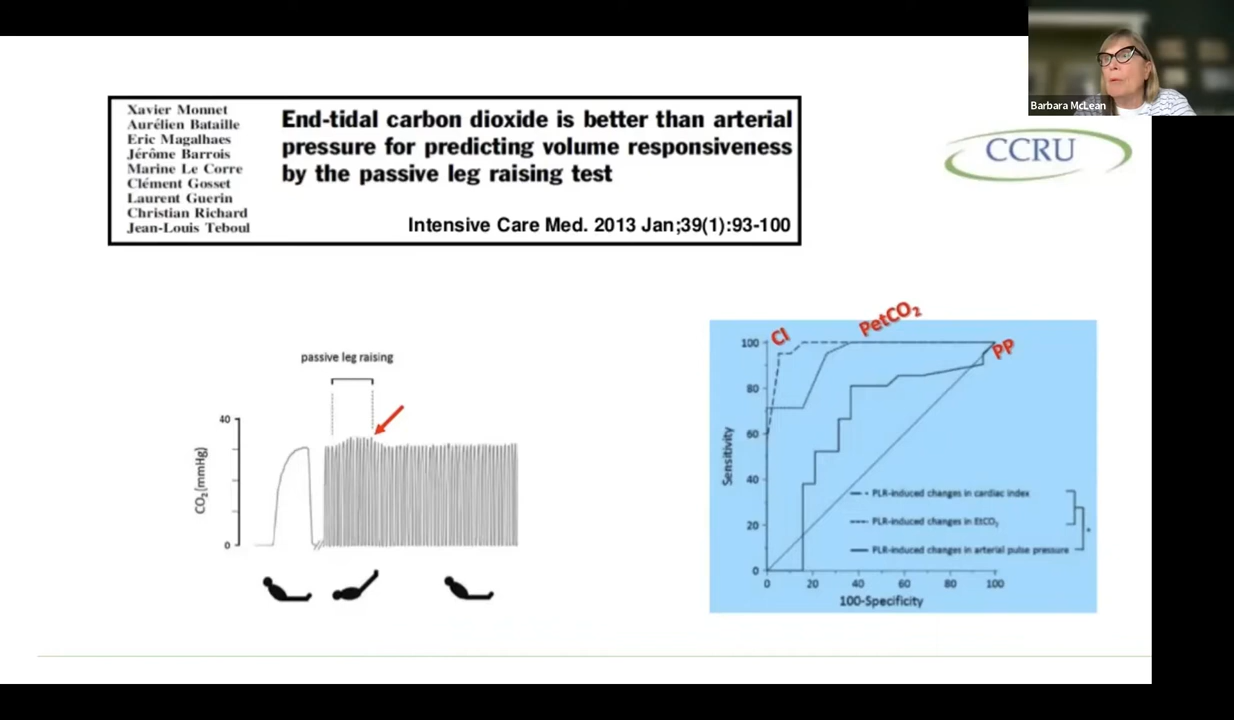 Barbara McLean
CCRU
Xavier Monnet
Aurélien Bataille
Eric Magalhaes
Jérôme Barrois
Marine Le Corre
Clément Gosset
Laurent Guerin
Christian Richard
Jean-Louis Teboul
End-tidal carbon dioxide is better than arterial
pressure for predicting volume responsiveness
by the passive leg raising test
Intensive Care Med. 2013 Jan;39(1):93-100
passive leg raising
40
CO₂(mmHg)
0
CI
PetCO₂
PP
100
80
60
40
20
0
Sensitivity
PLR-induced changes in cardiac index
PLR-induced changes in EtCO₂
PLR-induced changes in arterial pulse pressure
*
0 20 40 60 80 100
100-Specificity